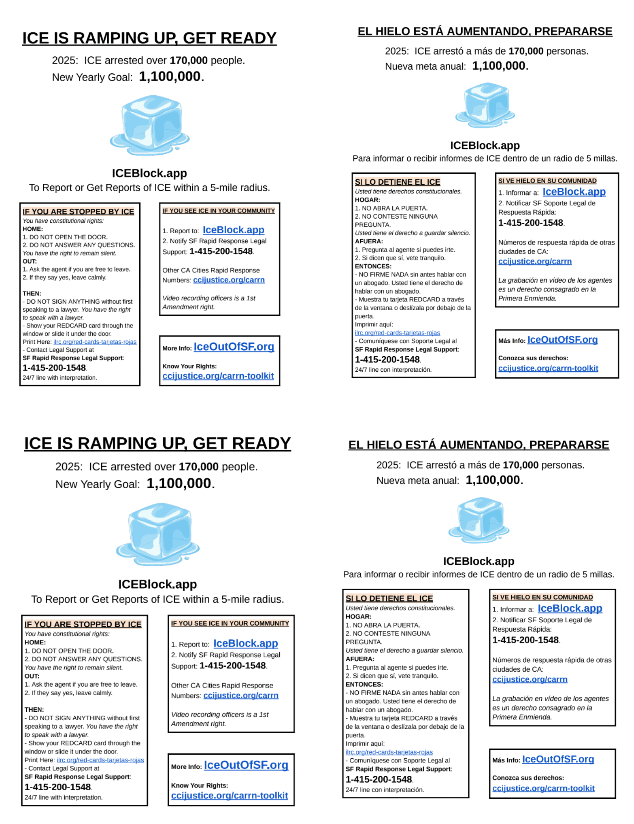 ICE IS RAMPING UP, GET READY
2025:  ICE arrested over 170,000 people.
New Yearly Goal:  1,100,000.
ICEBlock.app
To Report or Get Reports of ICE within a 5-mile radius.
IF YOU ARE STOPPED BY ICE
You have constitutional rights:
HOME:
1. DO NOT OPEN THE DOOR.
2. DO NOT ANSWER ANY QUESTIONS.
You have the right to remain silent.
OUT:
1. Ask the agent if you are free to leave.
2. If they say yes, leave calmly.
THEN:
- DO NOT SIGN ANYTHING without first
speaking to a lawyer. You have the right
to speak with a lawyer.
- Show your REDCARD card through the
window or slide it under the door.
Print Here: ilrc.org/red-cards-tarjetas-rojas
- Contact Legal Support at
SF Rapid Response Legal Support:
1-415-200-1548.
24/7 line with interpretation.
IF YOU SEE ICE IN YOUR COMMUNITY
1. Report to:  IceBlock.app
2. Notify SF Rapid Response Legal
Support: 1-415-200-1548.
Other CA Cities Rapid Response
Numbers: ccijustice.org/carrn
Video recording officers is a 1st
Amendment right.
More Info: IceOutOfSF.org
Know Your Rights:
ccijustice.org/carrn-toolkit
EL HIELO ESTÁ AUMENTANDO, PREPARARSE
2025:  ICE arrestó a más de 170,000 personas.
Nueva meta anual:  1,100,000.
ICEBlock.app
Para informar o recibir informes de ICE dentro de un radio de 5 millas.
SI LO DETIENE EL ICE
Usted tiene derechos constitucionales.
HOGAR:
1. NO ABRA LA PUERTA.
2. NO CONTESTE NINGUNA
PREGUNTA.
Usted tiene el derecho a guardar silencio.
AFUERA:
1. Pregunta al agente si puedes irte.
2. Si dicen que sí, vete tranquilo.
ENTONCES:
- NO FIRME NADA sin antes hablar con
un abogado. Usted tiene el derecho de
hablar con un abogado.
- Muestra tu tarjeta REDCARD a través
de la ventana o deslízala por debajo de la
puerta.
Imprimir aquí:
ilrc.org/red-cards-tarjetas-rojas
- Comuníquese con Soporte Legal al
SF Rapid Response Legal Support:
1-415-200-1548.
24/7 line con interpretación.
SI VE HIELO EN SU COMUNIDAD
1. Informar a:  IceBlock.app
2. Notificar SF Soporte Legal de
Respuesta Rápida:
1-415-200-1548.
Números de respuesta rápida de otras
ciudades de CA:
ccijustice.org/carrn
La grabación en vídeo de los agentes
es un derecho consagrado en la
Primera Enmienda.
Más Info: IceOutOfSF.org
Conozca sus derechos:
ccijustice.org/carrn-toolkit
ICE IS RAMPING UP, GET READY
2025:  ICE arrested over 170,000 people.
New Yearly Goal:  1,100,000.
ICEBlock.app
To Report or Get Reports of ICE within a 5-mile radius.
IF YOU ARE STOPPED BY ICE
You have constitutional rights:
HOME:
1. DO NOT OPEN THE DOOR.
2. DO NOT ANSWER ANY QUESTIONS.
You have the right to remain silent.
OUT:
1. Ask the agent if you are free to leave.
2. If they say yes, leave calmly.
THEN:
- DO NOT SIGN ANYTHING without first
speaking to a lawyer. You have the right
to speak with a lawyer.
- Show your REDCARD card through the
window or slide it under the door.
Print Here: ilrc.org/red-cards-tarjetas-rojas
- Contact Legal Support at
SF Rapid Response Legal Support:
1-415-200-1548.
24/7 line with interpretation.
IF YOU SEE ICE IN YOUR COMMUNITY
1. Report to:  IceBlock.app
2. Notify SF Rapid Response Legal
Support: 1-415-200-1548.
Other CA Cities Rapid Response
Numbers: ccijustice.org/carrn
Video recording officers is a 1st
Amendment right.
More Info: IceOutOfSF.org
Know Your Rights:
ccijustice.org/carrn-toolkit
EL HIELO ESTÁ AUMENTANDO, PREPARARSE
2025:  ICE arrestó a más de 170,000 personas.
Nueva meta anual:  1,100,000.
ICEBlock.app
Para informar o recibir informes de ICE dentro de un radio de 5 millas.
SI LO DETIENE EL ICE
Usted tiene derechos constitucionales.
HOGAR:
1. NO ABRA LA PUERTA.
2. NO CONTESTE NINGUNA
PREGUNTA.
Usted tiene el derecho a guardar silencio.
AFUERA:
1. Pregunta al agente si puedes irte.
2. Si dicen que sí, vete tranquilo.
ENTONCES:
- NO FIRME NADA sin antes hablar con
un abogado. Usted tiene el derecho de
hablar con un abogado.
- Muestra tu tarjeta REDCARD a través
de la ventana o deslízala por debajo de la
puerta.
Imprimir aquí:
ilrc.org/red-cards-tarjetas-rojas
- Comuníquese con Soporte Legal al
SF Rapid Response Legal Support:
1-415-200-1548.
24/7 line con interpretación.
SI VE HIELO EN SU COMUNIDAD
1. Informar a:  IceBlock.app
2. Notificar SF Soporte Legal de
Respuesta Rápida:
1-415-200-1548.
Números de respuesta rápida de otras
ciudades de CA:
ccijustice.org/carrn
La grabación en vídeo de los agentes
es un derecho consagrado en la
Primera Enmienda.
Más Info: IceOutOfSF.org
Conozca sus derechos:
ccijustice.org/carrn-toolkit